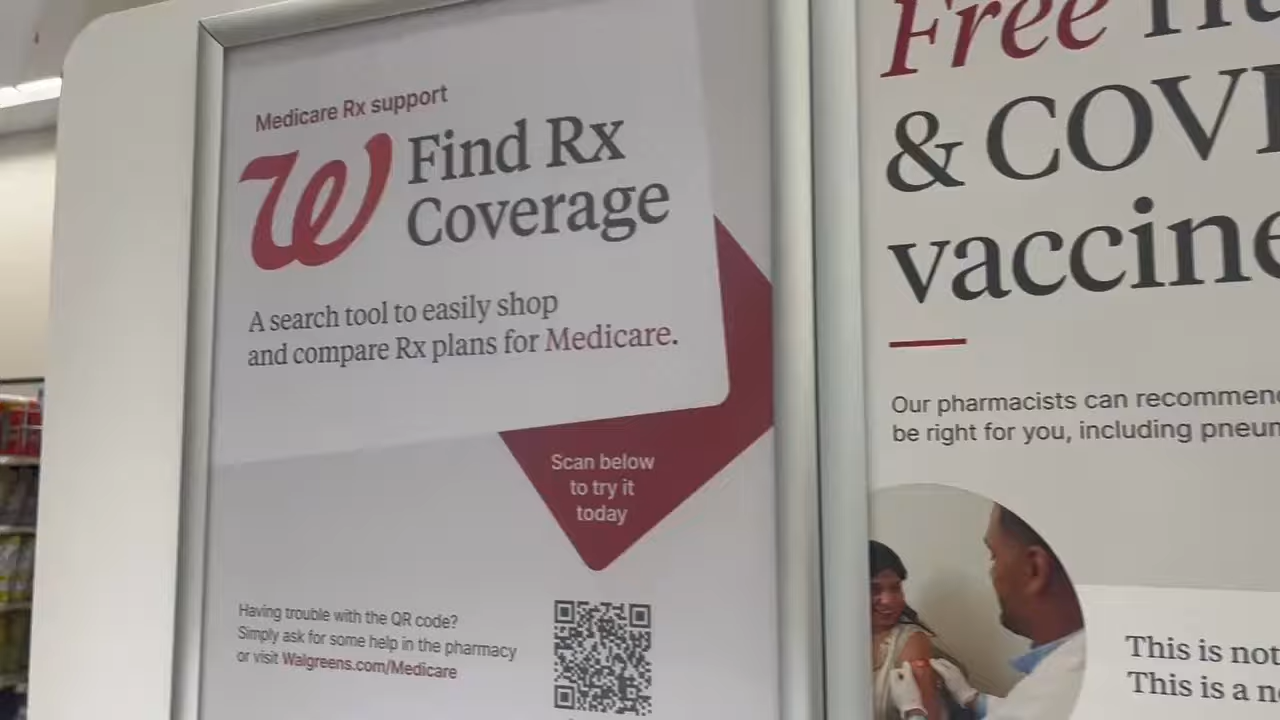 Medicare Rx support
Find Rx
Coverage
A search tool to easily shop
and compare Rx plans for Medicare.
Scan below
to try it
today
Having trouble with the QR code?
Simply ask for some help in the pharmacy
or visit Walgreens.com/Medicare
Free
& COV
vaccine
Our pharmacists can recommen
be right for you, including pneum
This is not
This is a n